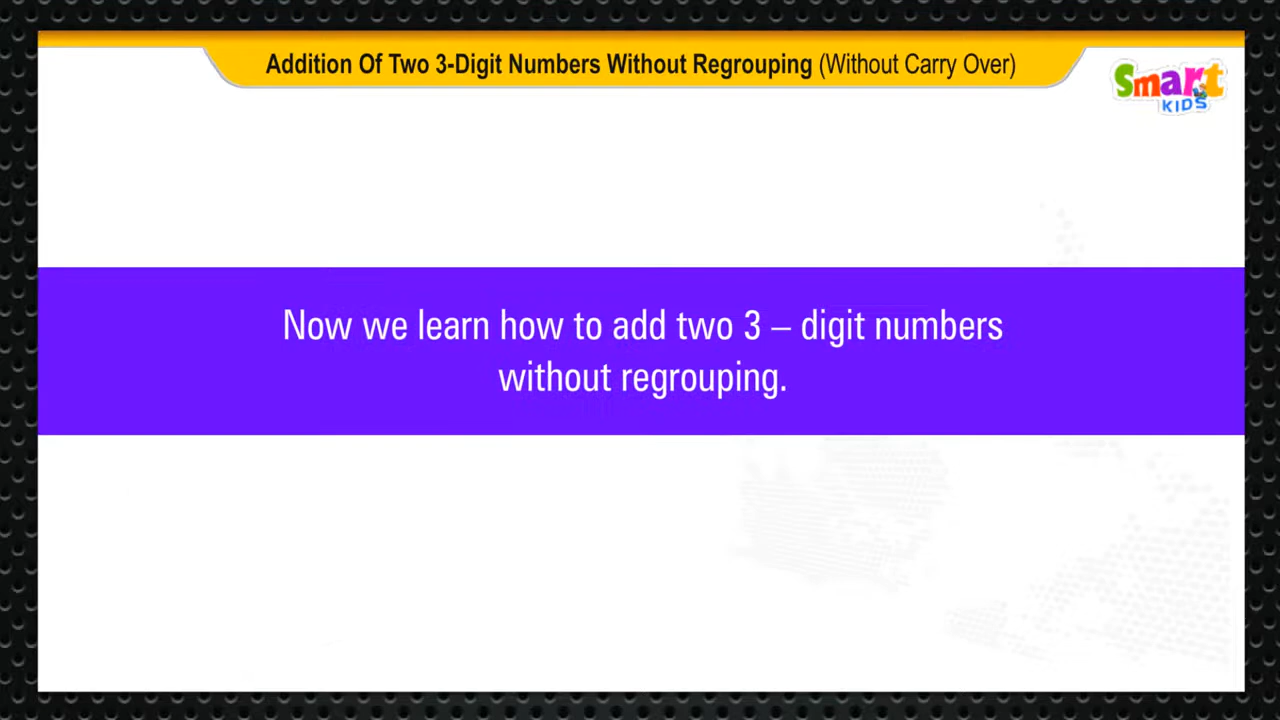 Addition Of Two 3-Digit Numbers Without Regrouping (Without Carry Over)
Smart
KIDS
Now we learn how to add two 3 – digit numbers
without regrouping.